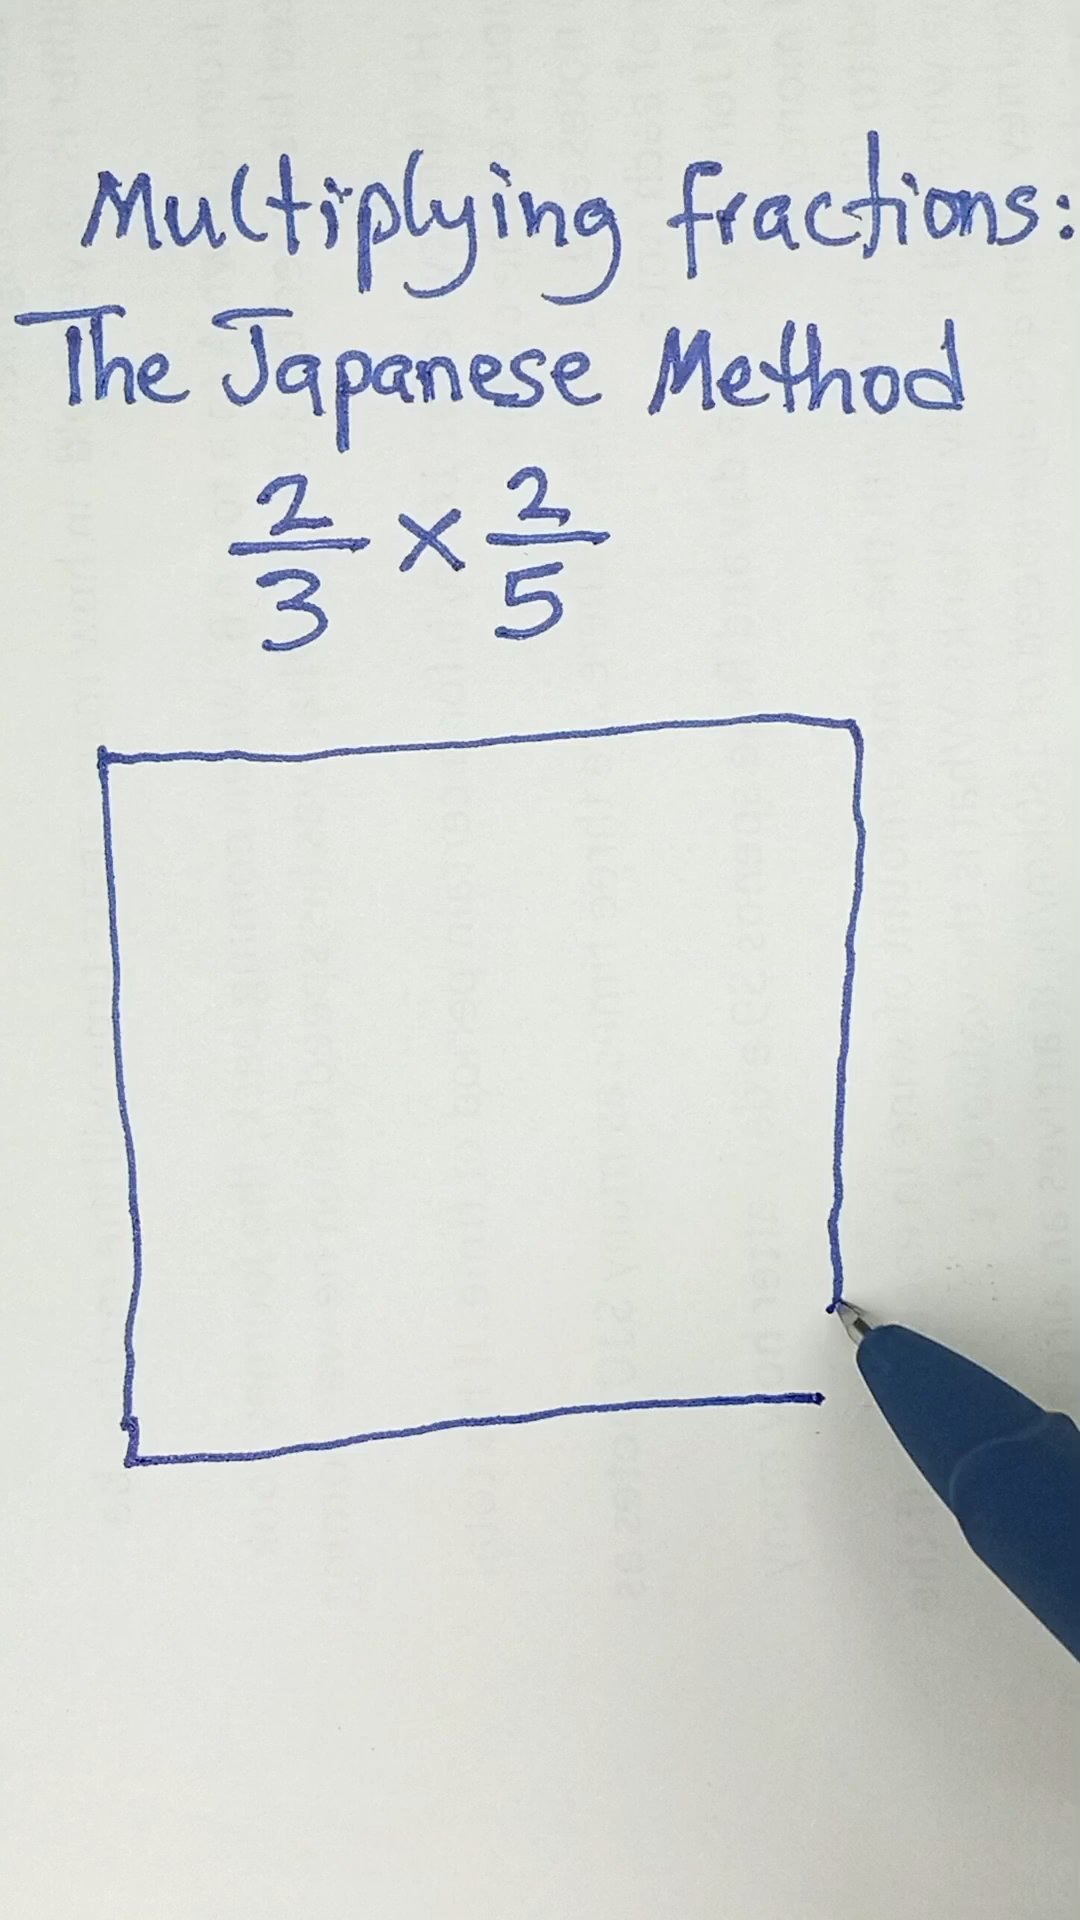 Multiplying fractions:
The Japanese Method
2/3 × 2/5